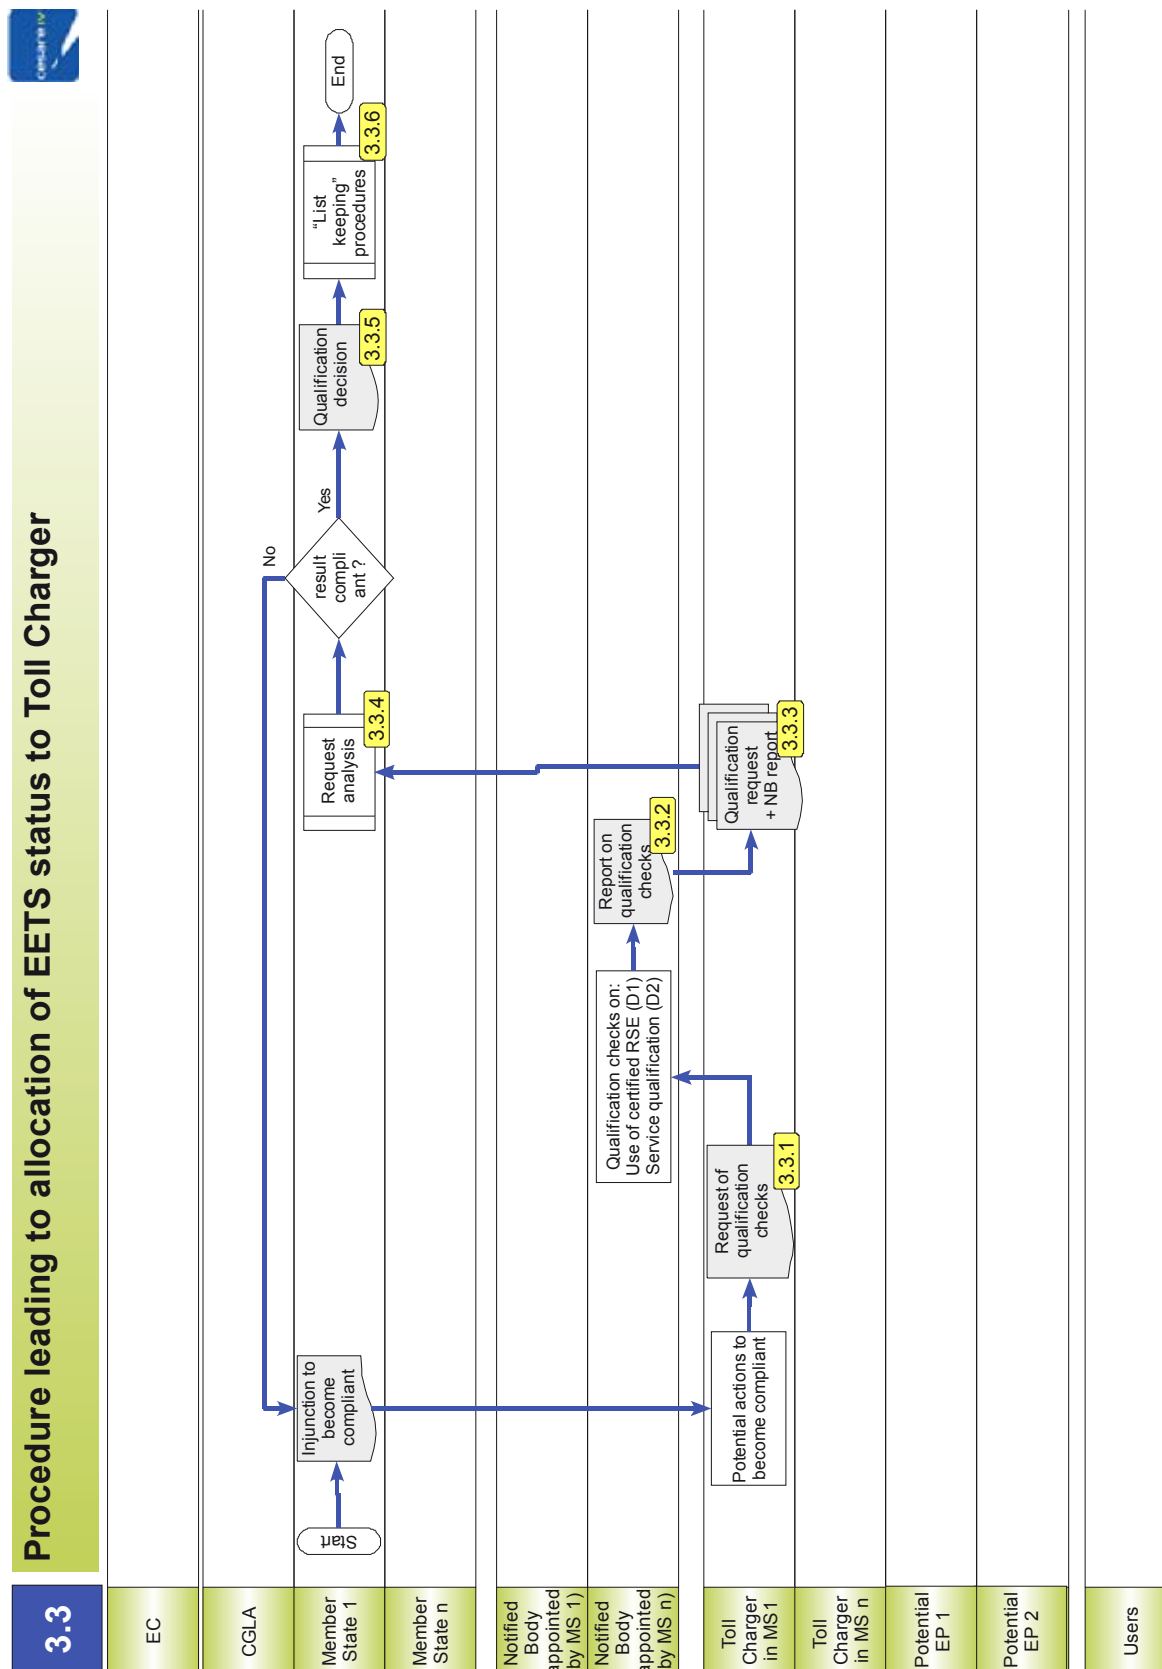 3.3
Procedure leading to allocation of EETS status to Toll Charger
cesare IV
EC
CGLA
Member
State 1
Member
State n
Notified
Body
appointed
by MS 1)
Notified
Body
appointed
by MS n)
Toll
Charger
in MS 1
Toll
Charger
in MS n
Potential
EP 1
Potential
EP 2
Users
Start
Injunction to
become
compliant
Potential actions to
become compliant
Request of
qualification
checks
3.3.1
Qualification checks on:
Use of certified RSE (D1)
Service qualification (D2)
Report on
qualification
checks
3.3.2
Qualification
request
+ NB report
3.3.3
Request
analysis
3.3.4
result
compli
ant ?
No
Yes
Qualification
decision
3.3.5
“List
keeping”
procedures
3.3.6
End